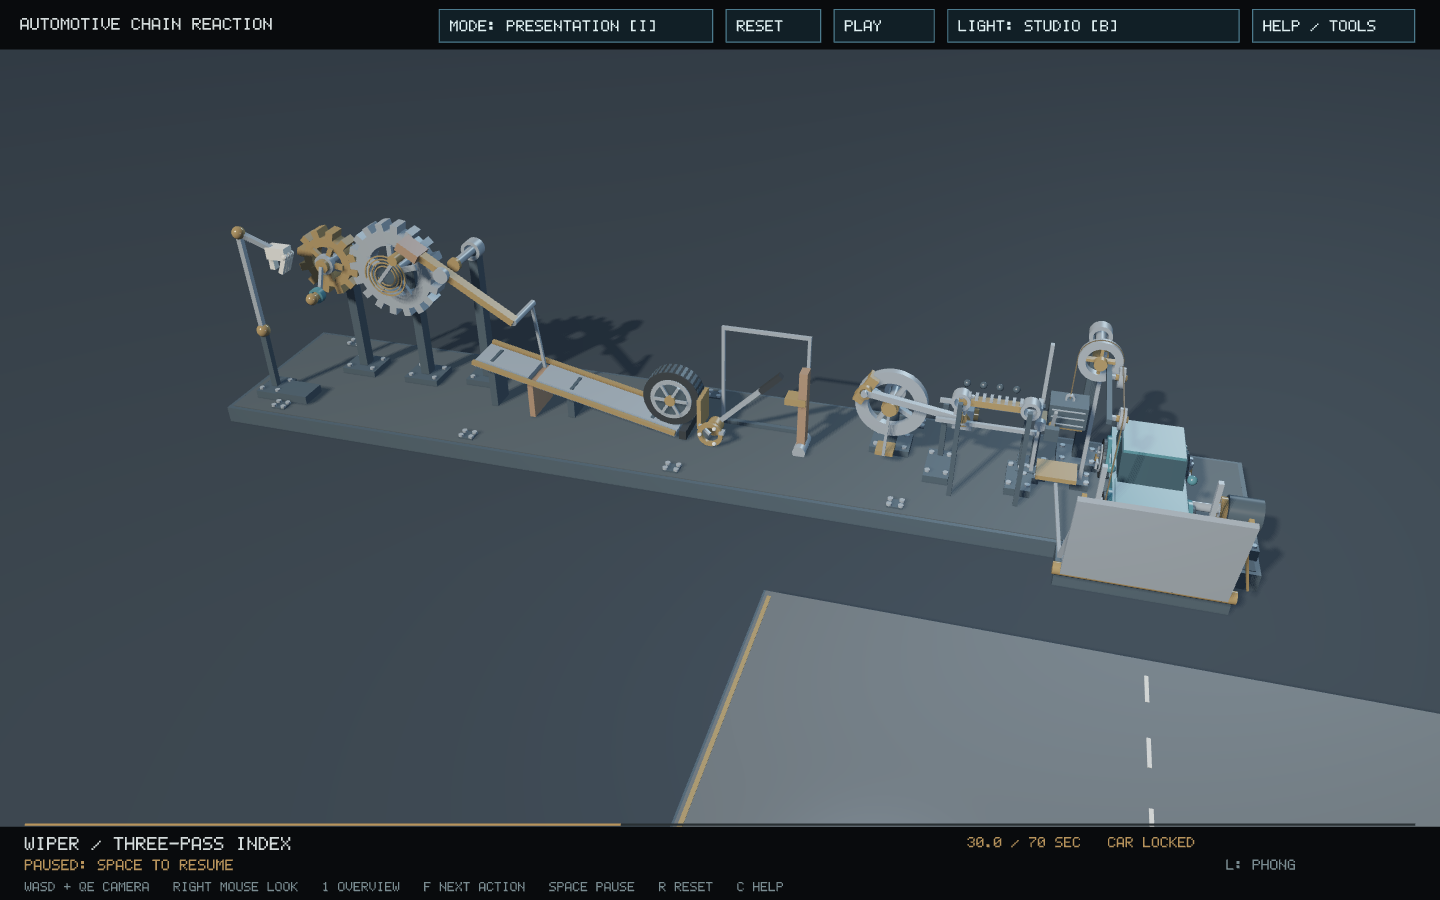 AUTOMOTIVE CHAIN REACTION
MODE: PRESENTATION [I]
RESET
PLAY
LIGHT: STUDIO [B]
HELP / TOOLS
WIPER / THREE-PASS INDEX
30.0 / 70 SEC CAR LOCKED
PAUSED: SPACE TO RESUME
L: PHONG
WASD + QE CAMERA RIGHT MOUSE LOOK 1 OVERVIEW F NEXT ACTION SPACE PAUSE R RESET C HELP